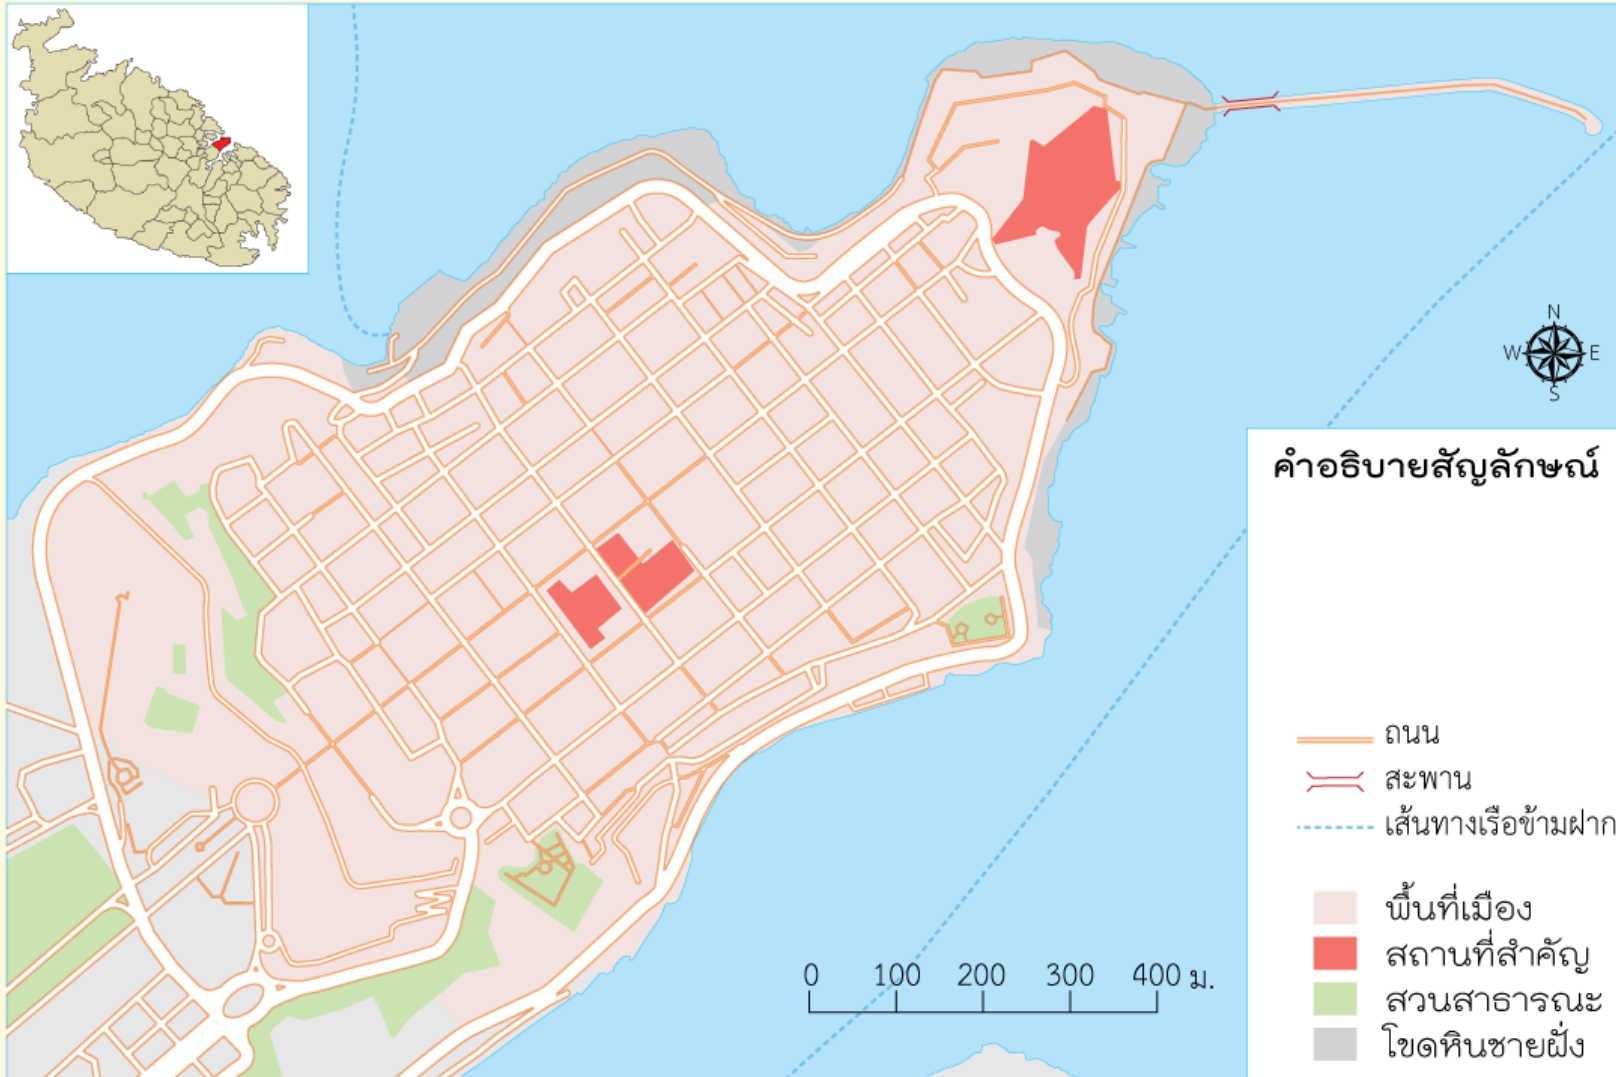 N
W E
S
คำอธิบายสัญลักษณ์
ถนน
สะพาน
เส้นทางเรือข้ามฟาก
พื้นที่เมือง
สถานที่สำคัญ
สวนสาธารณะ
โขดหินชายฝั่ง
0 100 200 300 400 ม.